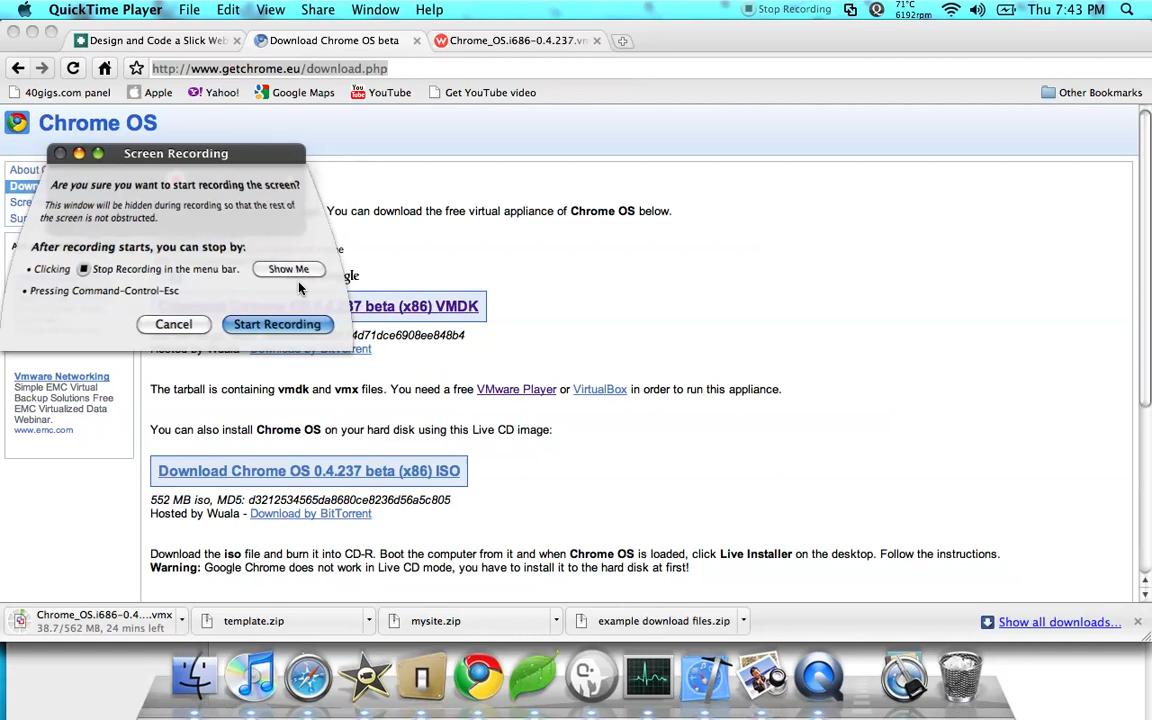 QuickTime Player File Edit View Share Window Help Stop Recording 71°C 6192rpm Thu 7:43 PM
Design and Code a Slick Web Download Chrome OS beta Chrome_OS.i686-0.4.237.vm
http://www.getchrome.eu/download.php
40gigs.com panel Apple Yahoo! Google Maps YouTube Get YouTube video Other Bookmarks
Chrome OS
Screen Recording
Are you sure you want to start recording the screen?
This window will be hidden during recording so that the rest of
the screen is not obstructed.
After recording starts, you can stop by:
• Clicking Stop Recording in the menu bar. Show Me
• Pressing Command-Control-Esc
Cancel Start Recording
About
Down
Scre
Su
A
You can download the free virtual appliance of Chrome OS below.
gle
7 beta (x86) VMDK
4d71dce6908ee848b4
Hosted by Wuala - Download by BitTorrent
Vmware Networking
Simple EMC Virtual
Backup Solutions Free
EMC Virtualized Data
Webinar.
www.emc.com
The tarball is containing vmdk and vmx files. You need a free VMware Player or VirtualBox in order to run this appliance.
You can also install Chrome OS on your hard disk using this Live CD image:
Download Chrome OS 0.4.237 beta (x86) ISO
552 MB iso, MD5: d3212534565da8680ce8236d56a5c805
Hosted by Wuala - Download by BitTorrent
Download the iso file and burn it into CD-R. Boot the computer from it and when Chrome OS is loaded, click Live Installer on the desktop. Follow the instructions.
Warning: Google Chrome does not work in Live CD mode, you have to install it to the hard disk at first!
Chrome_OS.i686-0.4....vmx
38.7/562 MB, 24 mins left
template.zip mysite.zip example download files.zip Show all downloads...